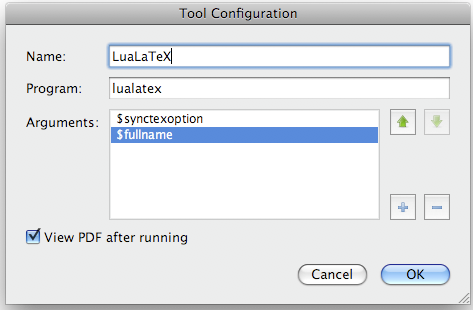 Tool Configuration
Name: LuaLaTeX
Program: lualatex
Arguments: $synctexoption
$fullname
View PDF after running
Cancel OK